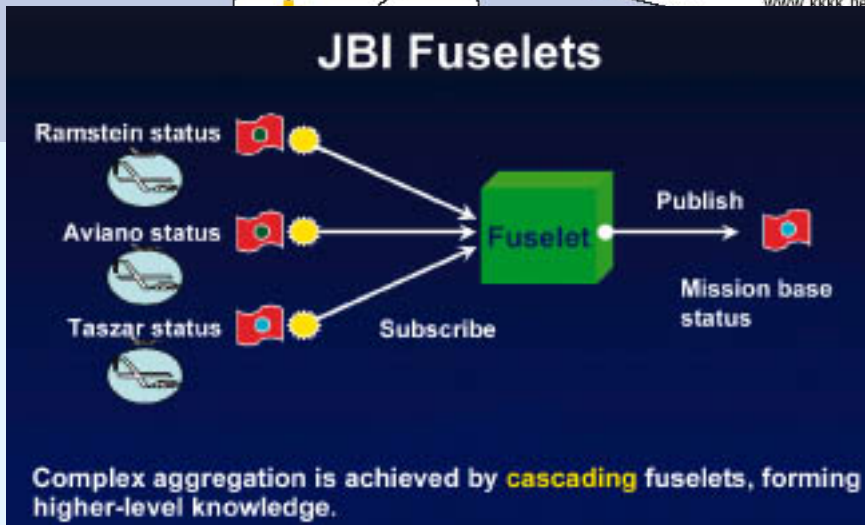 JBI Fuselets
Ramstein status
Aviano status
Taszar status
Fuselet
Subscribe
Publish
Mission base
status
Complex aggregation is achieved by cascading fuselets, forming
higher-level knowledge.